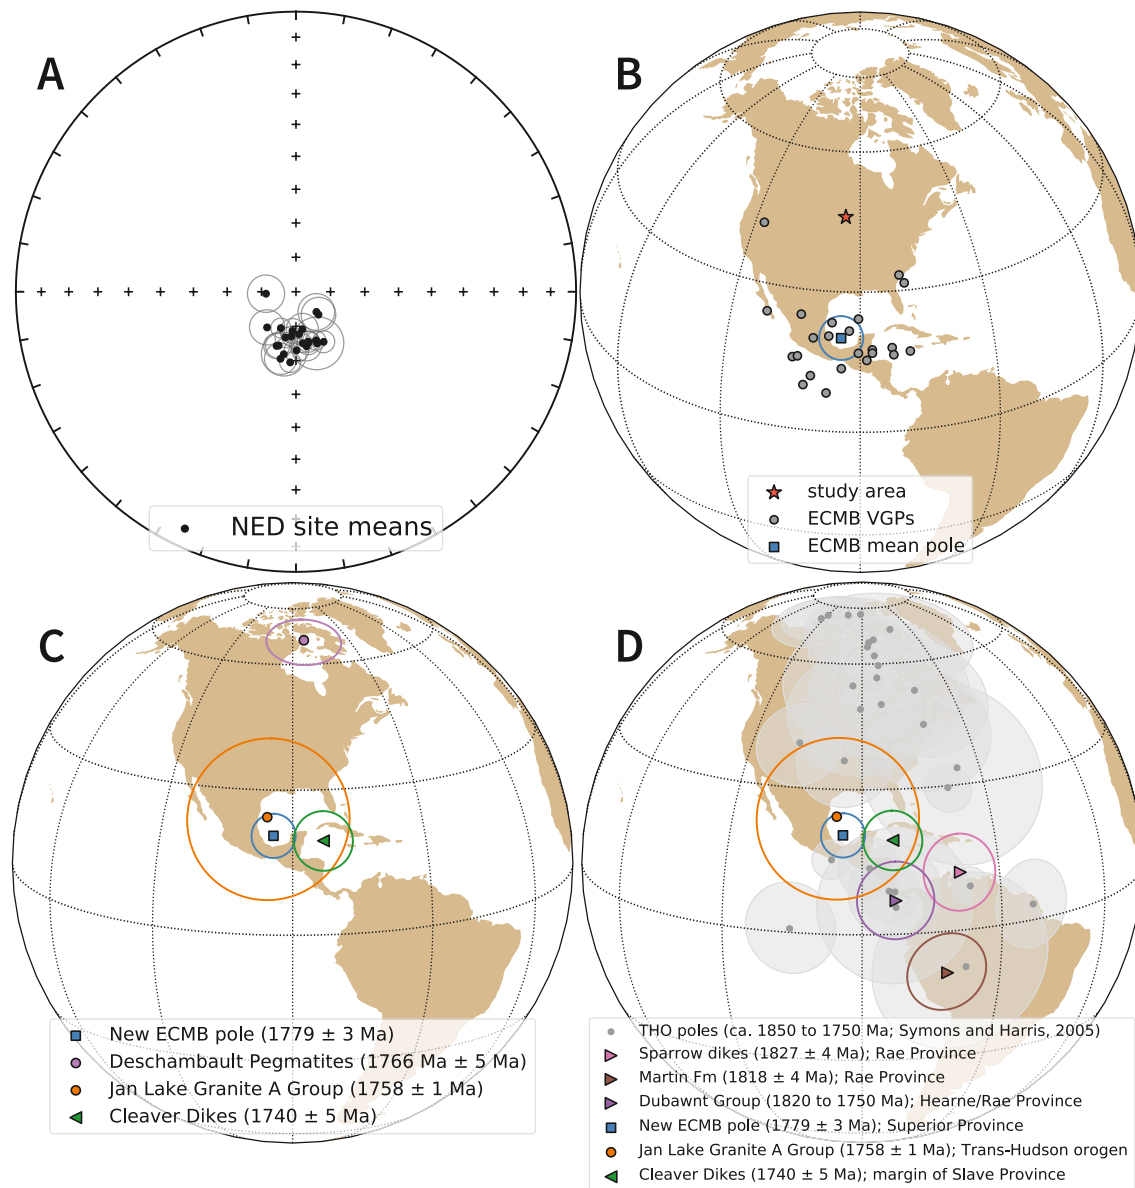 A
NED site means
B
study area
ECMB VGPs
ECMB mean pole
C
New ECMB pole (1779 ± 3 Ma)
Deschambault Pegmatites (1766 Ma ± 5 Ma)
Jan Lake Granite A Group (1758 ± 1 Ma)
Cleaver Dikes (1740 ± 5 Ma)
D
THO poles (ca. 1850 to 1750 Ma; Symons and Harris, 2005)
Sparrow dikes (1827 ± 4 Ma); Rae Province
Martin Fm (1818 ± 4 Ma); Rae Province
Dubawnt Group (1820 to 1750 Ma); Hearne/Rae Province
New ECMB pole (1779 ± 3 Ma); Superior Province
Jan Lake Granite A Group (1758 ± 1 Ma); Trans-Hudson orogen
Cleaver Dikes (1740 ± 5 Ma); margin of Slave Province